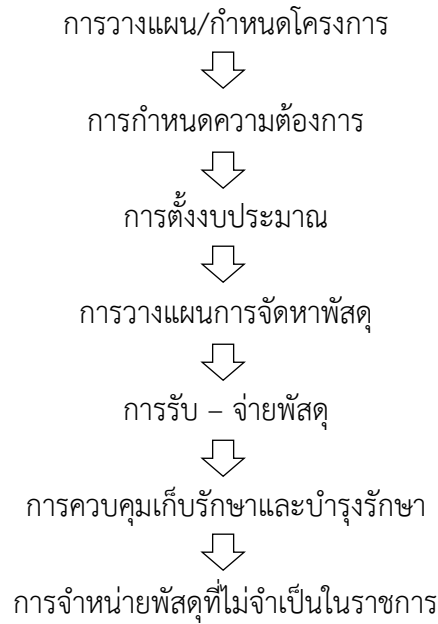 การวางแผน/กำหนดโครงการ
การกำหนดความต้องการ
การตั้งงบประมาณ
การวางแผนการจัดหาพัสดุ
การรับ – จ่ายพัสดุ
การควบคุมเก็บรักษาและบำรุงรักษา
การจำหน่ายพัสดุที่ไม่จำเป็นในราชการ